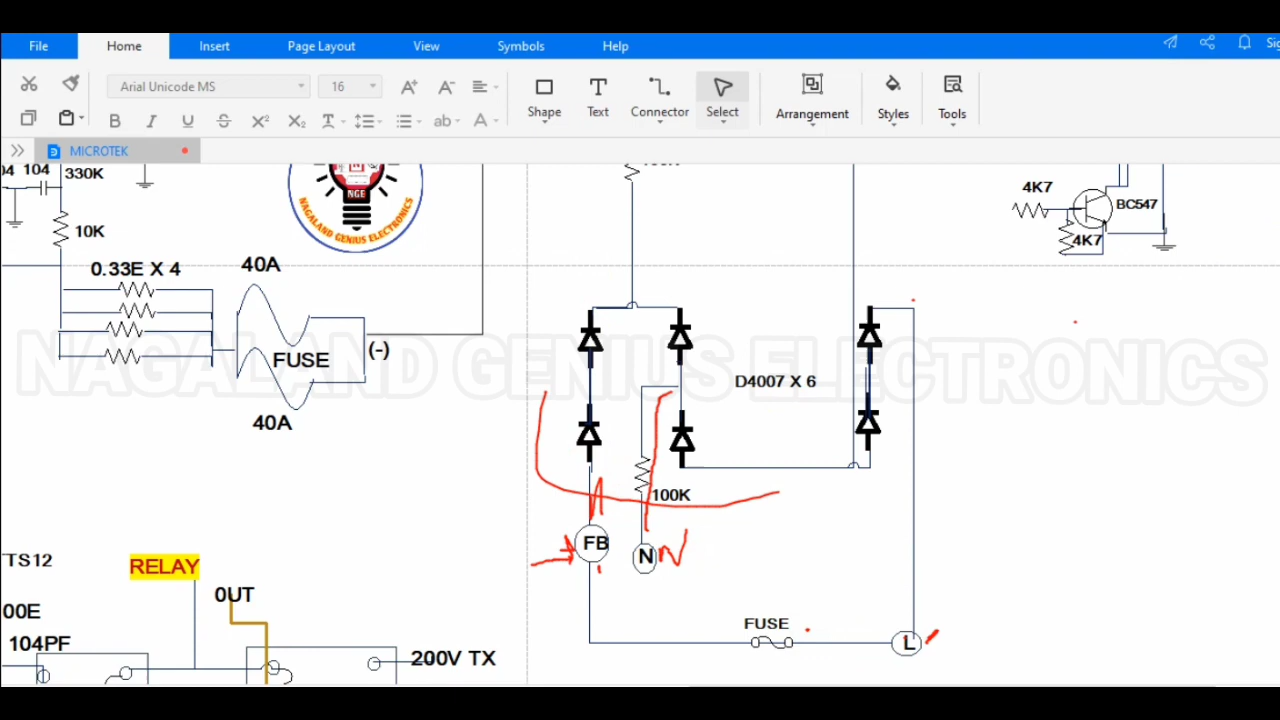 File Home Insert Page Layout View Symbols Help
Arial Unicode MS 16 Shape Text Connector Select Arrangement Styles Tools
MICROTEK
104
330K
NGE
NAGALAND GENIUS ELECTRONICS
10K
0.33E X 4
40A
FUSE
(-)
40A
4K7
BC547
4K7
NAGALAND GENIUS ELECTRONICS
D4007 X 6
100K
FB
N N
FUSE
L
TTS12
RELAY
0UT
00E
104PF
200V TX